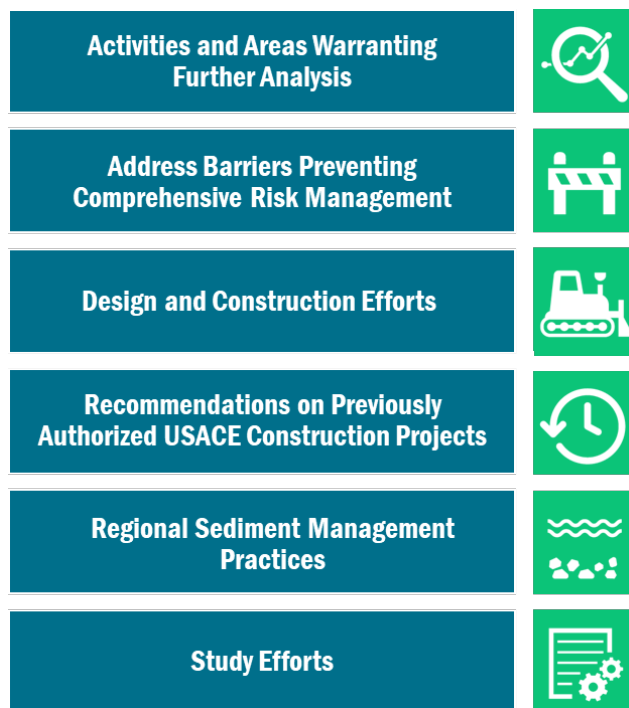 Activities and Areas Warranting
Further Analysis
Address Barriers Preventing
Comprehensive Risk Management
Design and Construction Efforts
Recommendations on Previously
Authorized USACE Construction Projects
Regional Sediment Management
Practices
Study Efforts